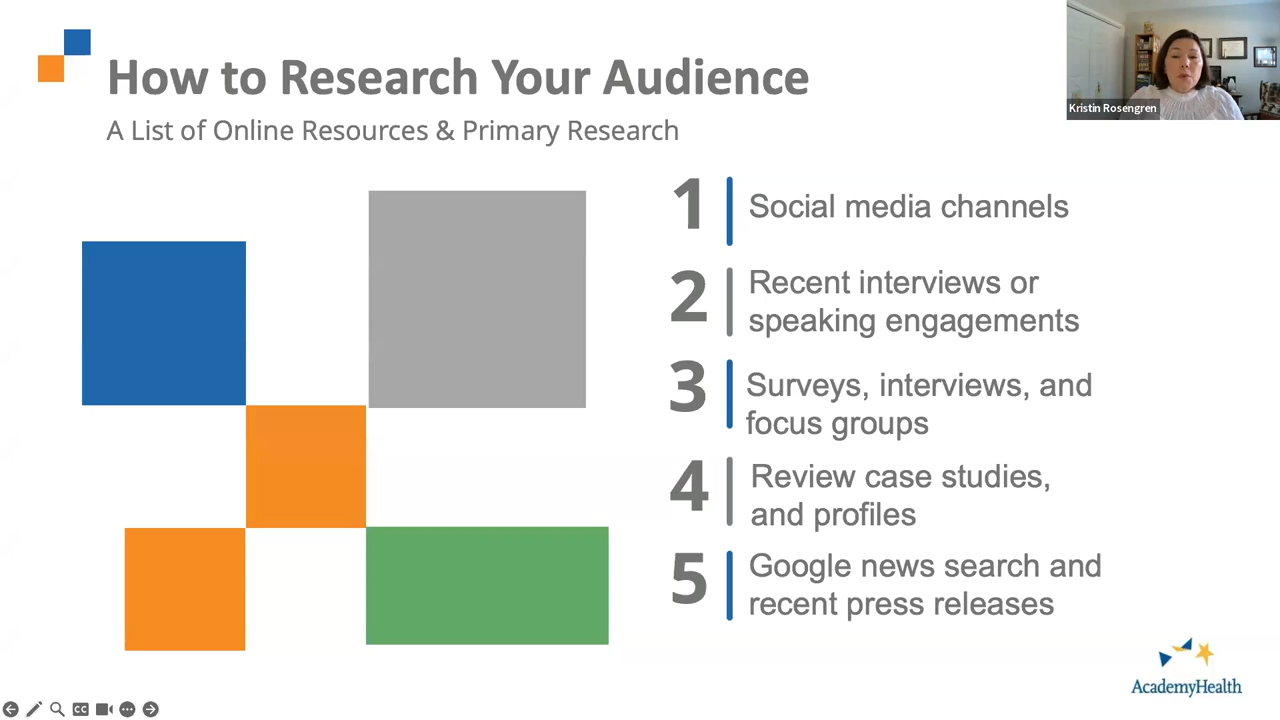 How to Research Your Audience
A List of Online Resources & Primary Research
Kristin Rosengren
1
Social media channels
2
Recent interviews or
speaking engagements
3
Surveys, interviews, and
focus groups
4
Review case studies,
and profiles
5
Google news search and
recent press releases
AcademyHealth
CC